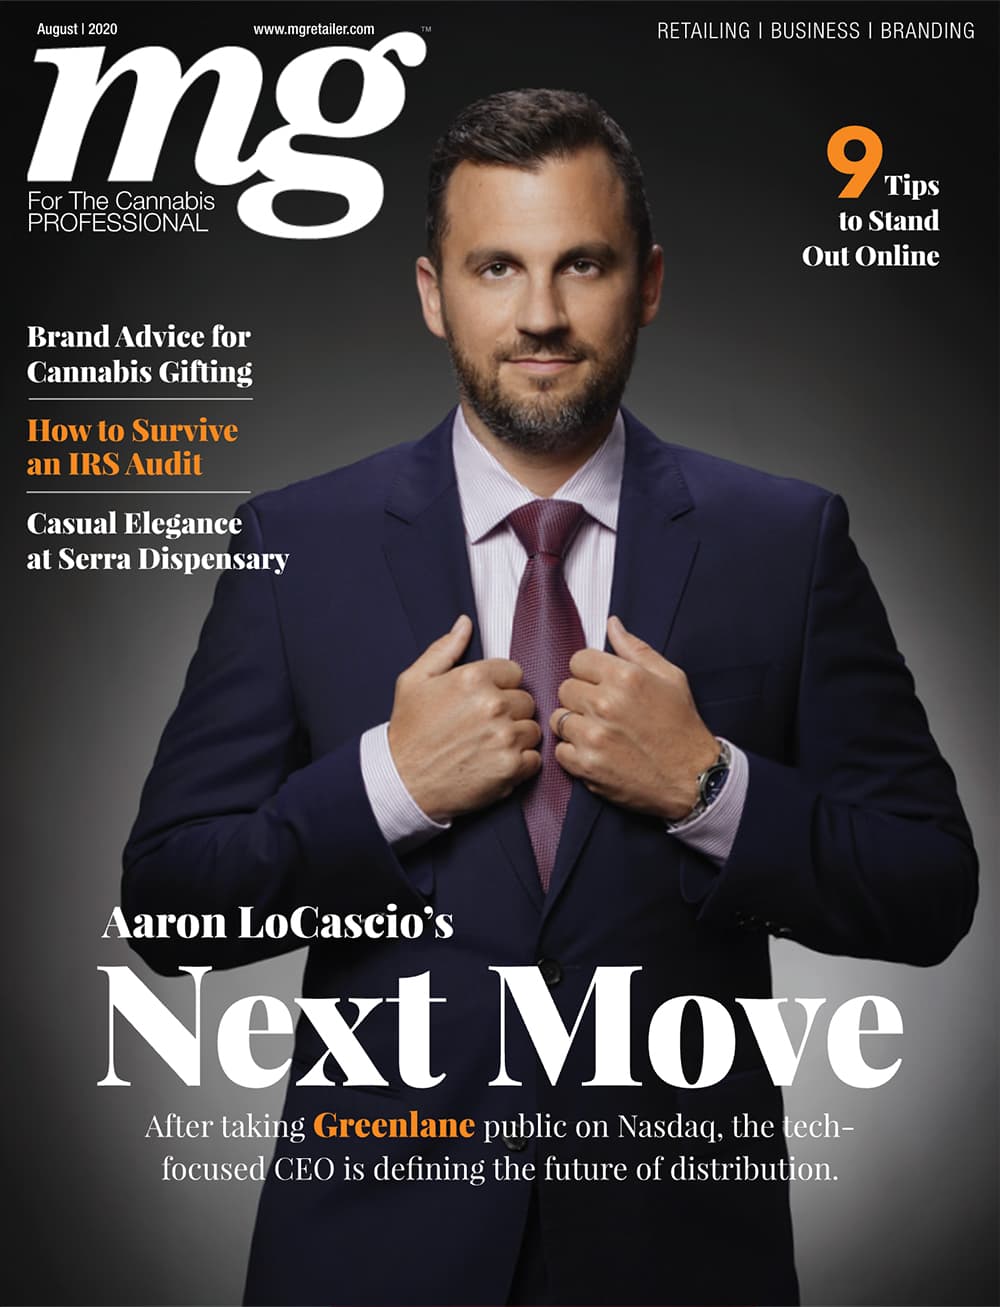 August | 2020
www.mgretailer.com
RETAILING | BUSINESS | BRANDING
mg™
For The Cannabis
PROFESSIONAL
9 Tips
to Stand
Out Online
Brand Advice for
Cannabis Gifting
How to Survive
an IRS Audit
Casual Elegance
at Serra Dispensary
Aaron LoCascio’s
Next Move
After taking Greenlane public on Nasdaq, the tech-
focused CEO is defining the future of distribution.